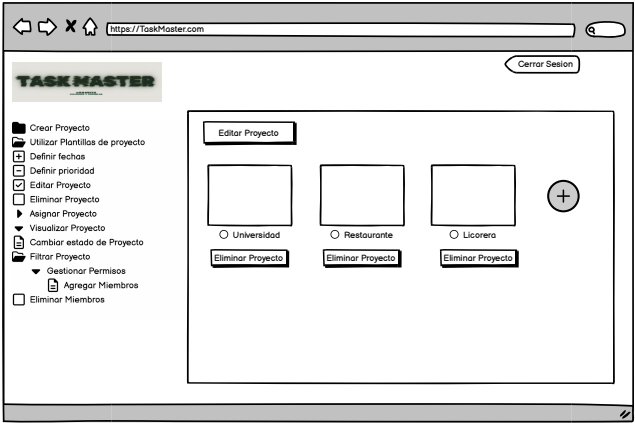 https://TaskMaster.com
Cerrar Sesion
TASK MASTER
Crear Proyecto
Utilizar Plantillas de proyecto
Definir fechas
Definir prioridad
Editar Proyecto
Eliminar Proyecto
Asignar Proyecto
Visualizar Proyecto
Cambiar estado de Proyecto
Filtrar Proyecto
Gestionar Permisos
Agregar Miembros
Eliminar Miembros
Editar Proyecto
Universidad
Restaurante
Licorera
Eliminar Proyecto
Eliminar Proyecto
Eliminar Proyecto